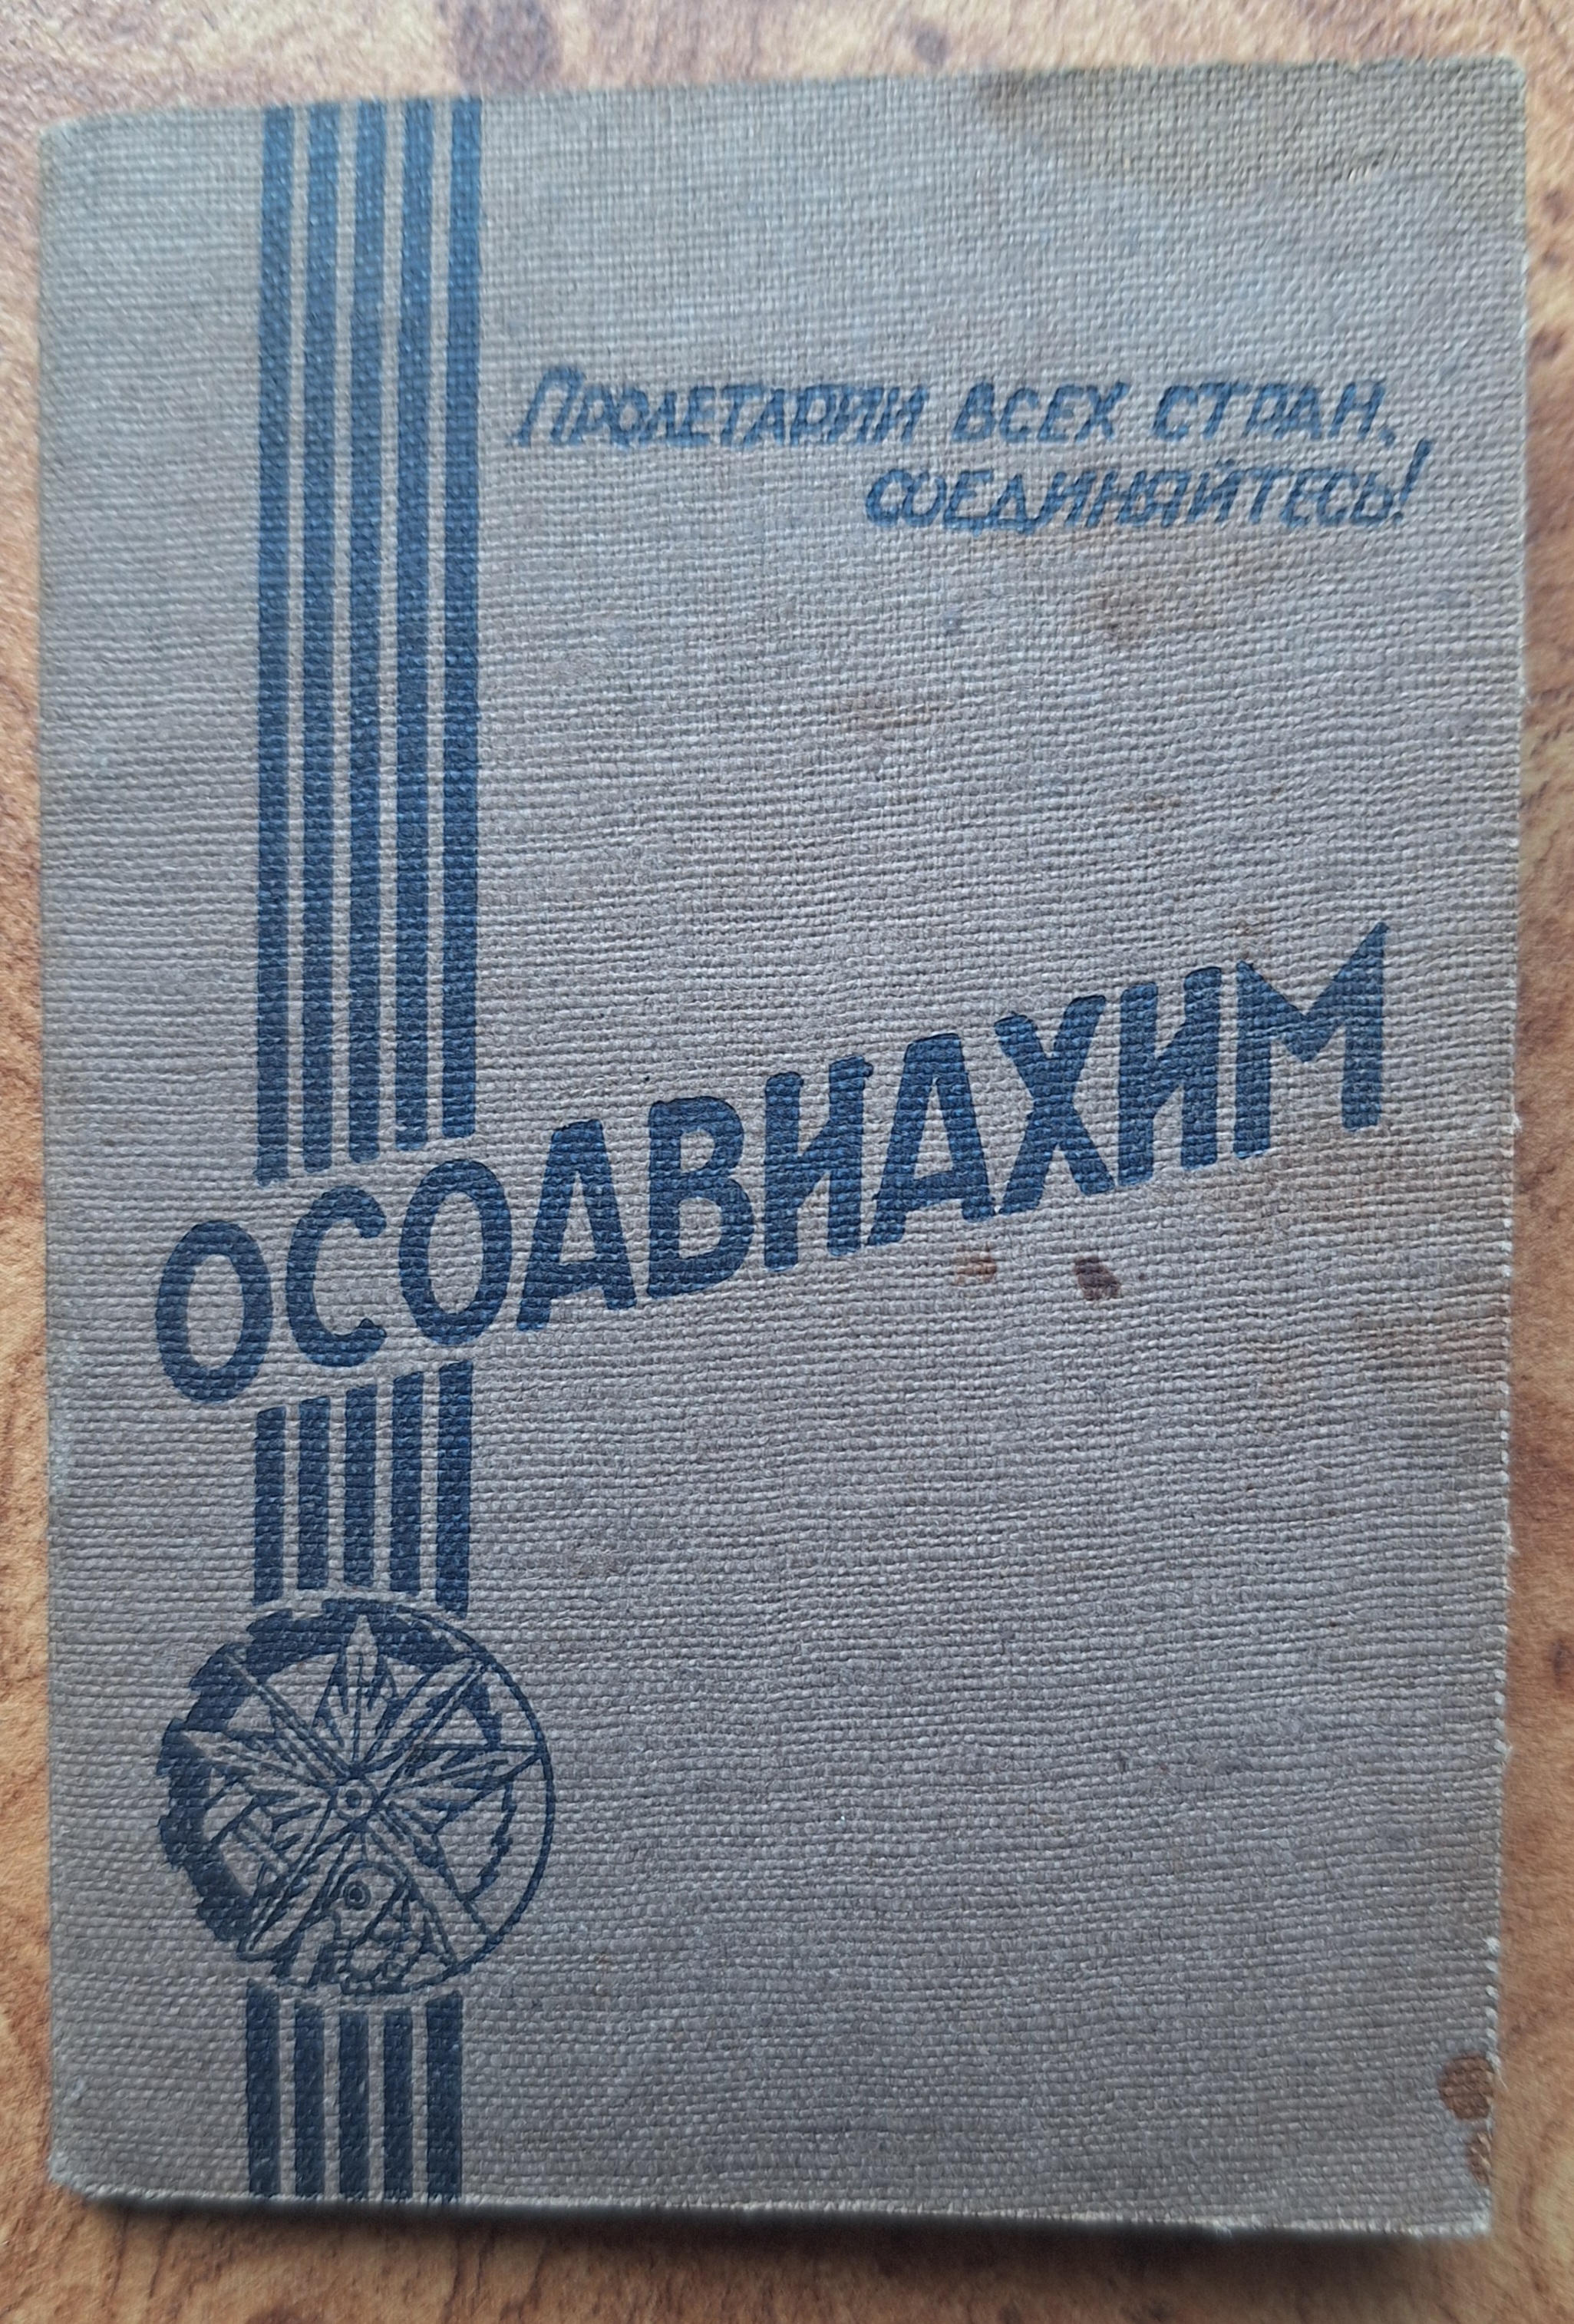 Пролетарии всех стран,
соединяйтесь!
ОСОАВИАХИМ